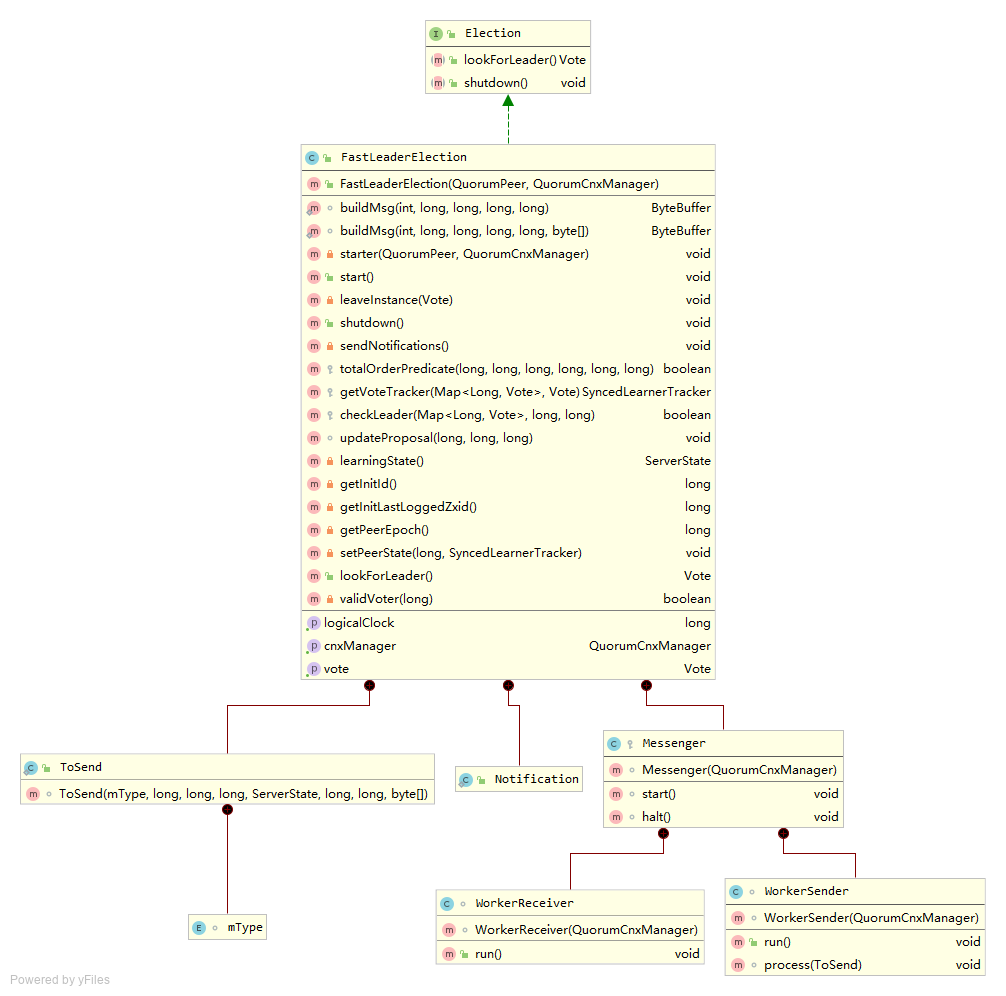 I Election
m lookForLeader() Vote
m shutdown() void
C FastLeaderElection
m FastLeaderElection(QuorumPeer, QuorumCnxManager)
m buildMsg(int, long, long, long, long) ByteBuffer
m buildMsg(int, long, long, long, long, byte[]) ByteBuffer
m starter(QuorumPeer, QuorumCnxManager) void
m start() void
m leaveInstance(Vote) void
m shutdown() void
m sendNotifications() void
m totalOrderPredicate(long, long, long, long, long, long) boolean
m getVoteTracker(Map<Long, Vote>, Vote) SyncedLearnerTracker
m checkLeader(Map<Long, Vote>, long, long) boolean
m updateProposal(long, long, long) void
m learningState() ServerState
m getInitId() long
m getInitLastLoggedZxid() long
m getPeerEpoch() long
m setPeerState(long, SyncedLearnerTracker) void
m lookForLeader() Vote
m validVoter(long) boolean
p logicalClock long
p cnxManager QuorumCnxManager
p vote Vote
C ToSend
m ToSend(mType, long, long, long, ServerState, long, long, byte[])
C Notification
C Messenger
m Messenger(QuorumCnxManager)
m start() void
m halt() void
E mType
C WorkerReceiver
m WorkerReceiver(QuorumCnxManager)
m run() void
C WorkerSender
m WorkerSender(QuorumCnxManager)
m run() void
m process(ToSend) void
Powered by yFiles